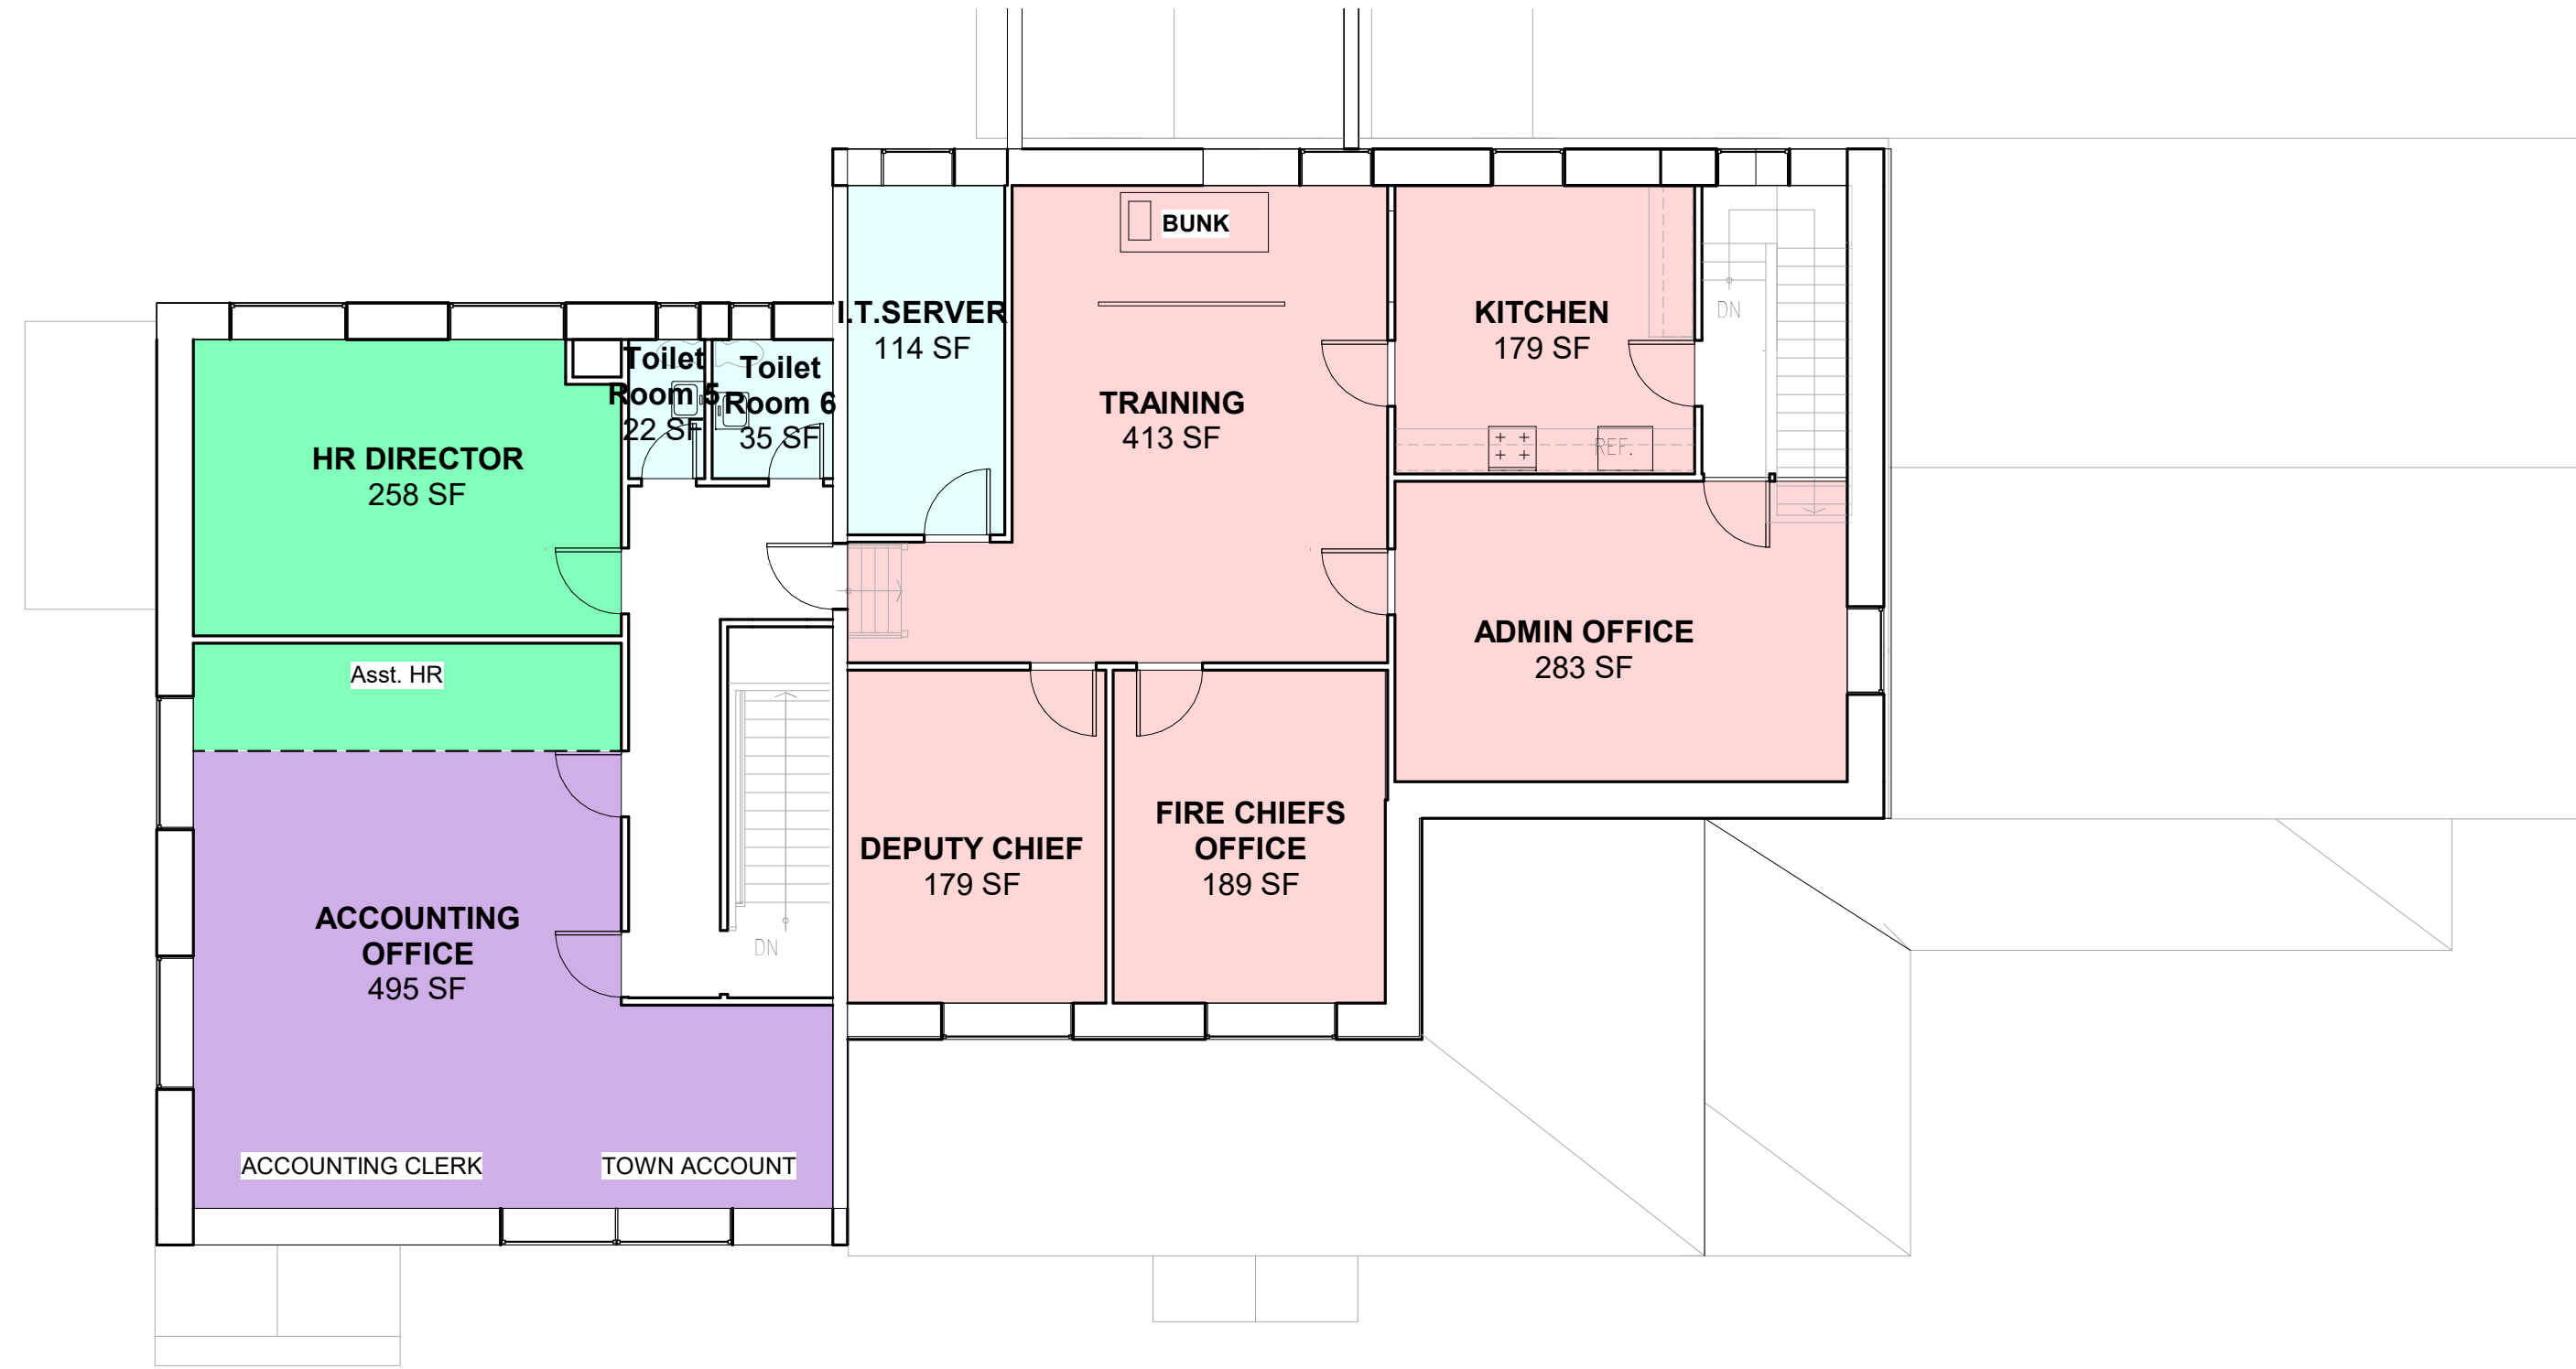 BUNK
I.T.SERVER
114 SF
KITCHEN
179 SF
DN
Toilet
Room 5
22 SF
Toilet
Room 6
35 SF
TRAINING
413 SF
REF.
HR DIRECTOR
258 SF
Asst. HR
ADMIN OFFICE
283 SF
DEPUTY CHIEF
179 SF
FIRE CHIEFS
OFFICE
189 SF
ACCOUNTING
OFFICE
495 SF
DN
ACCOUNTING CLERK
TOWN ACCOUNT